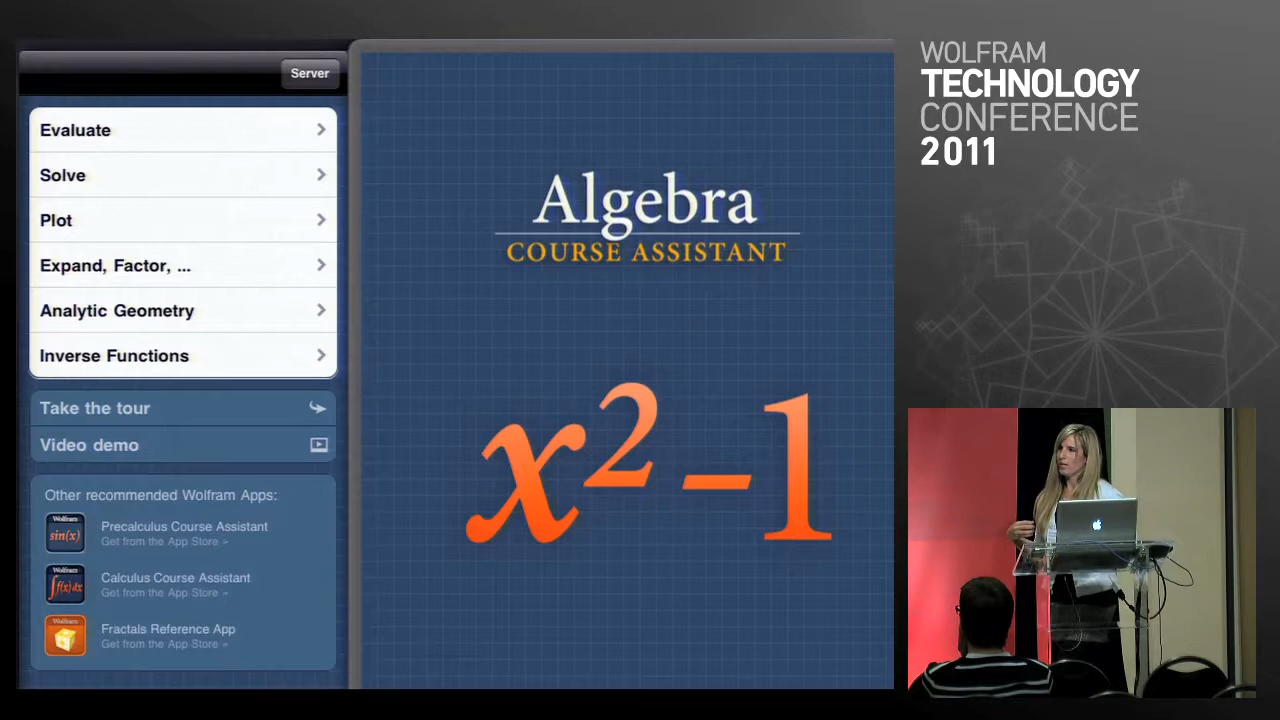 Server
Evaluate
Solve
Plot
Expand, Factor, ...
Analytic Geometry
Inverse Functions
Take the tour
Video demo
Other recommended Wolfram Apps:
Wolfram
sin(x)
Precalculus Course Assistant
Get from the App Store >
Wolfram
∫f(x)dx
Calculus Course Assistant
Get from the App Store >
Wolfram
Fractals Reference App
Get from the App Store >
Algebra
COURSE ASSISTANT
x²-1
WOLFRAM
TECHNOLOGY
CONFERENCE
2011